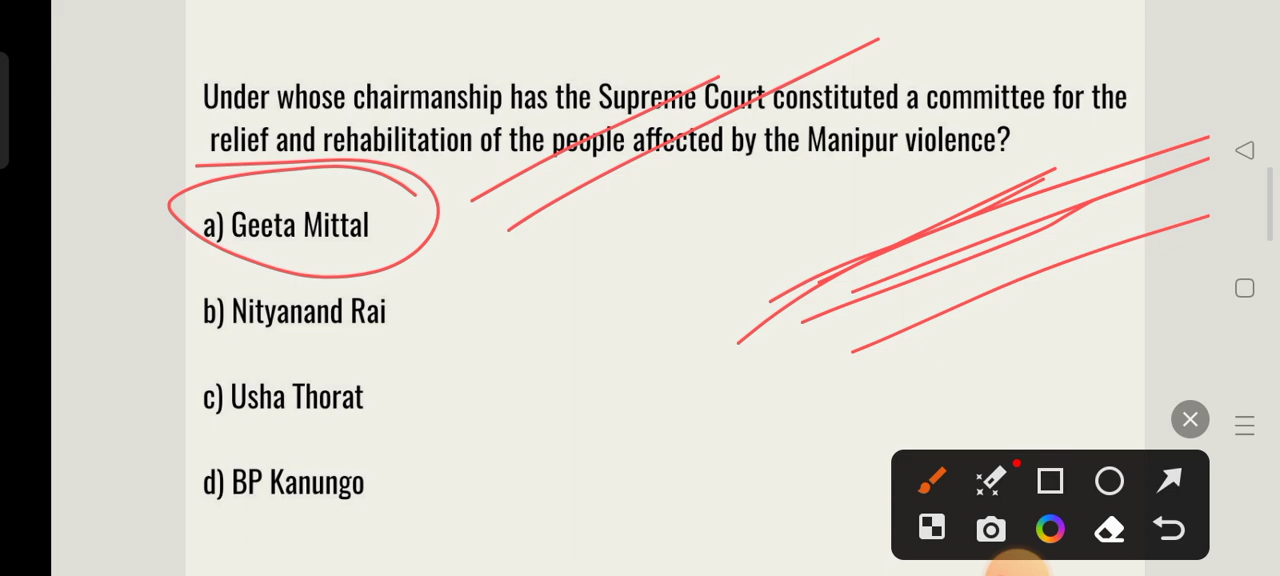 Under whose chairmanship has the Supreme Court constituted a committee for the
relief and rehabilitation of the people affected by the Manipur violence?
a) Geeta Mittal
b) Nityanand Rai
c) Usha Thorat
d) BP Kanungo